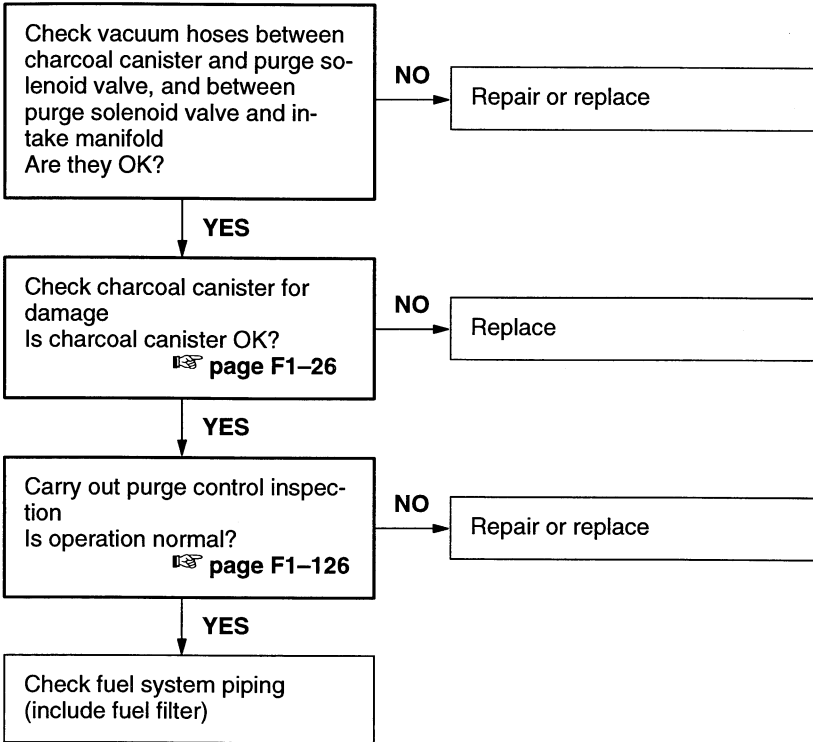 Check vacuum hoses between
charcoal canister and purge so-
lenoid valve, and between
purge solenoid valve and in-
take manifold
Are they OK?
NO
Repair or replace
YES
Check charcoal canister for
damage
Is charcoal canister OK?
☞ page F1–26
NO
Replace
YES
Carry out purge control inspec-
tion
Is operation normal?
☞ page F1–126
NO
Repair or replace
YES
Check fuel system piping
(include fuel filter)